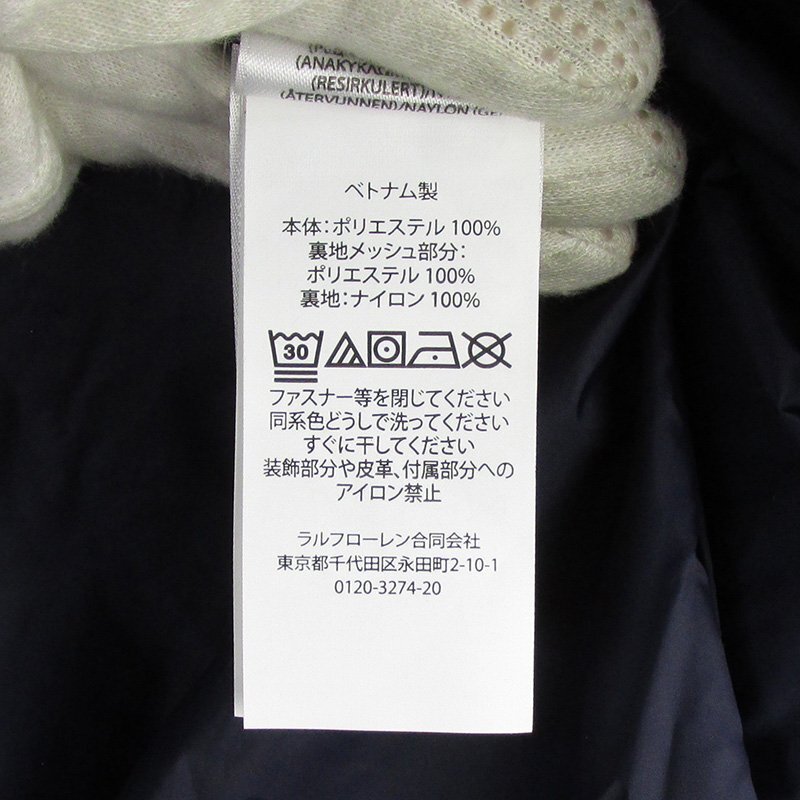 (ANAKYKΛ
(RESIRKULERT)/
(ÅTERVUNNEN)/NAYLON (GE
ベトナム製
本体：ポリエステル 100%
裏地メッシュ部分：
ポリエステル 100%
裏地：ナイロン 100%
30
ファスナー等を閉じてください
同系色どうしで洗ってください
すぐに干してください
装飾部分や皮革、付属部分への
アイロン禁止
ラルフローレン合同会社
東京都千代田区永田町2-10-1
0120-3274-20